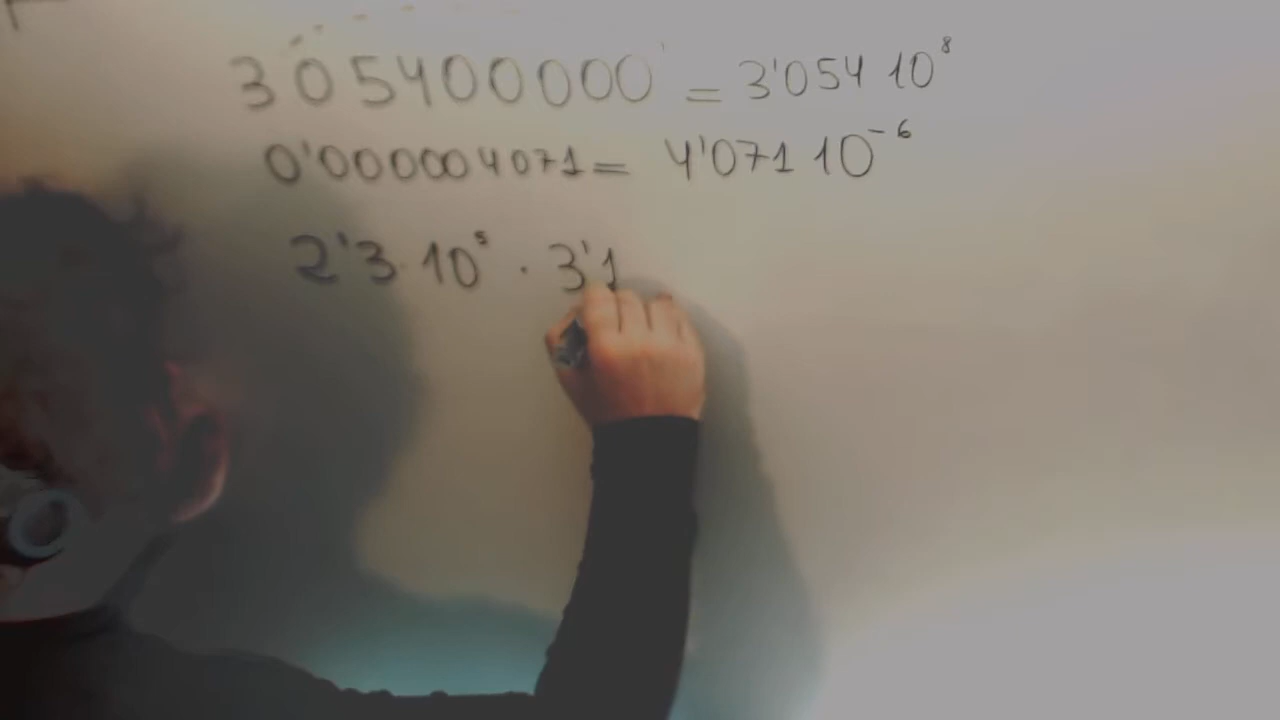 305400000 = 3'054 10⁸
0'000004071 = 4'071 10⁻⁶
2'3 10⁵ · 3'1